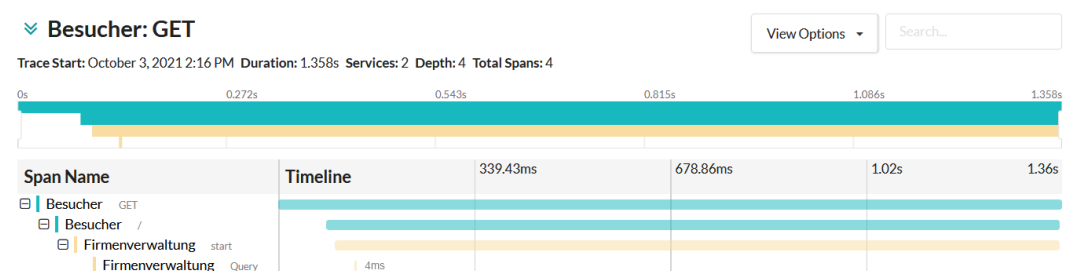 Besucher: GET
View Options
Search...
Trace Start: October 3, 2021 2:16 PM Duration: 1.358s Services: 2 Depth: 4 Total Spans: 4
0s 0.272s 0.543s 0.815s 1.086s 1.358s
Span Name Timeline 339.43ms 678.86ms 1.02s 1.36s
Besucher GET
Besucher /
Firmenverwaltung start
Firmenverwaltung Query 4ms